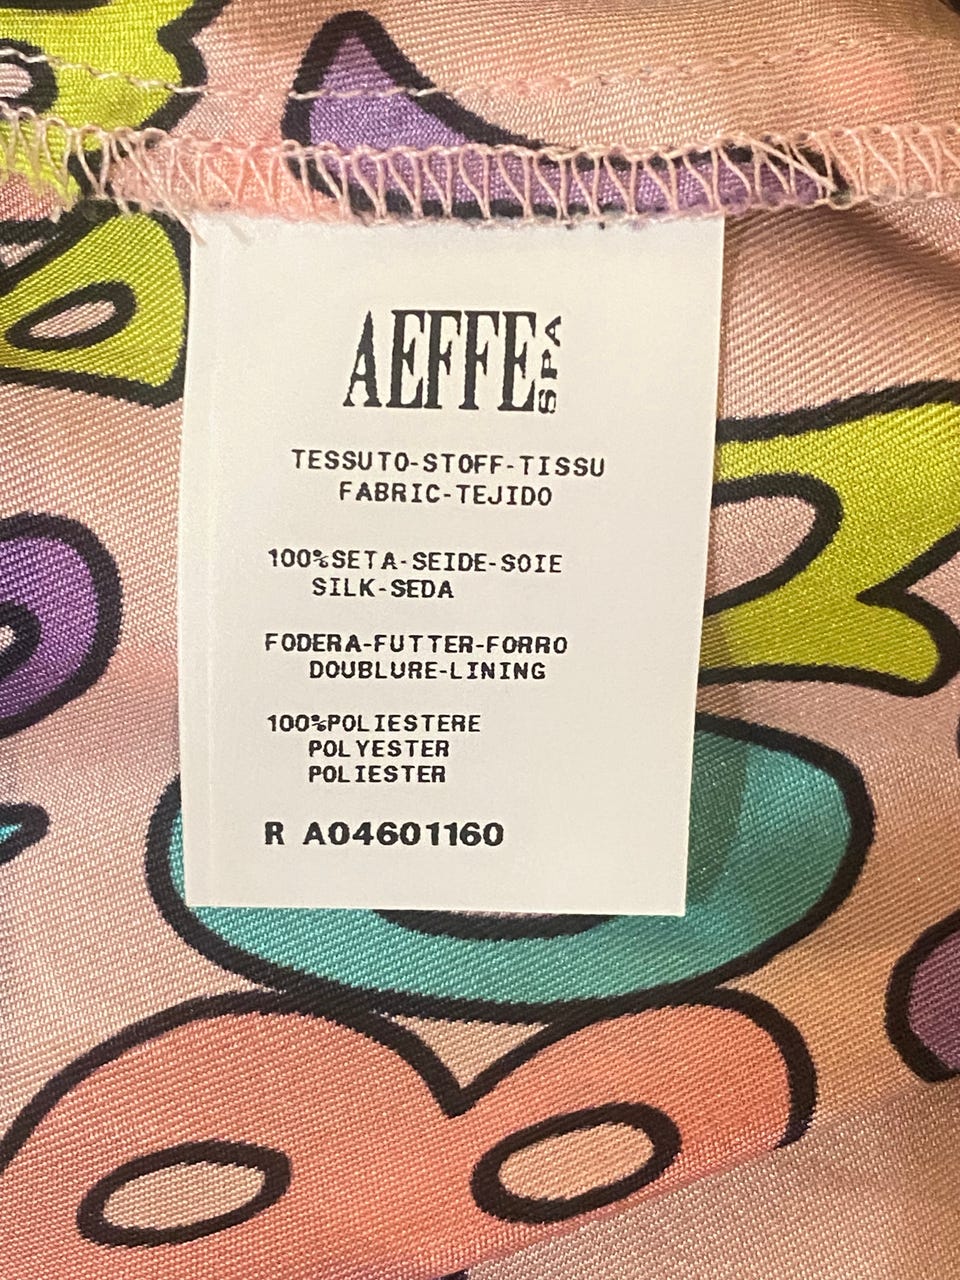 AEFFE SPA
TESSUTO-STOFF-TISSU
FABRIC-TEJIDO
100%SETA-SEIDE-SOIE
SILK-SEDA
FODERA-FUTTER-FORRO
DOUBLURE-LINING
100%POLIESTERE
POLYESTER
POLIESTER
R A04601160